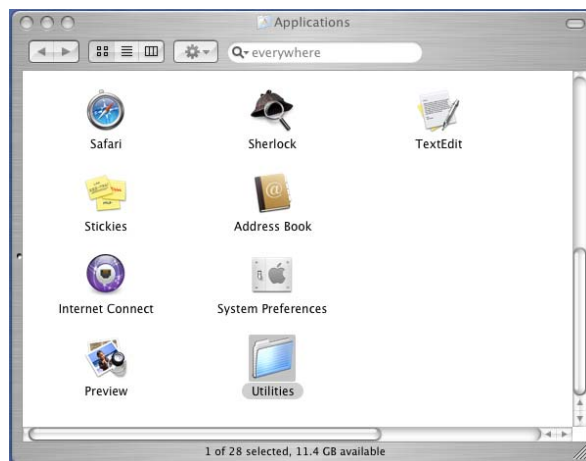 Applications
everywhere
Safari
Sherlock
TextEdit
Stickies
Address Book
Internet Connect
System Preferences
Preview
Utilities
1 of 28 selected, 11.4 GB available